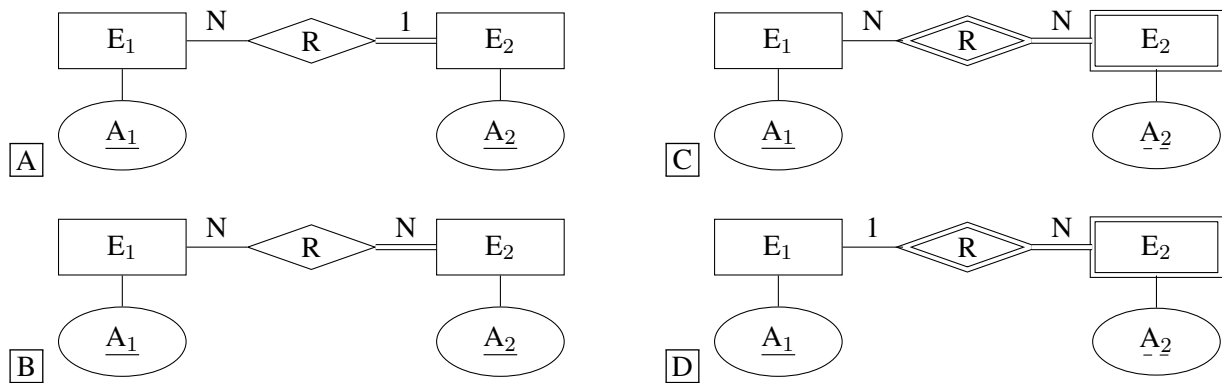 N 1
E₁ R E₂
A₁ A₂
A
N N
E₁ R E₂
A₁ A₂
C
N N
E₁ R E₂
A₁ A₂
B
1 N
E₁ R E₂
A₁ A₂
D